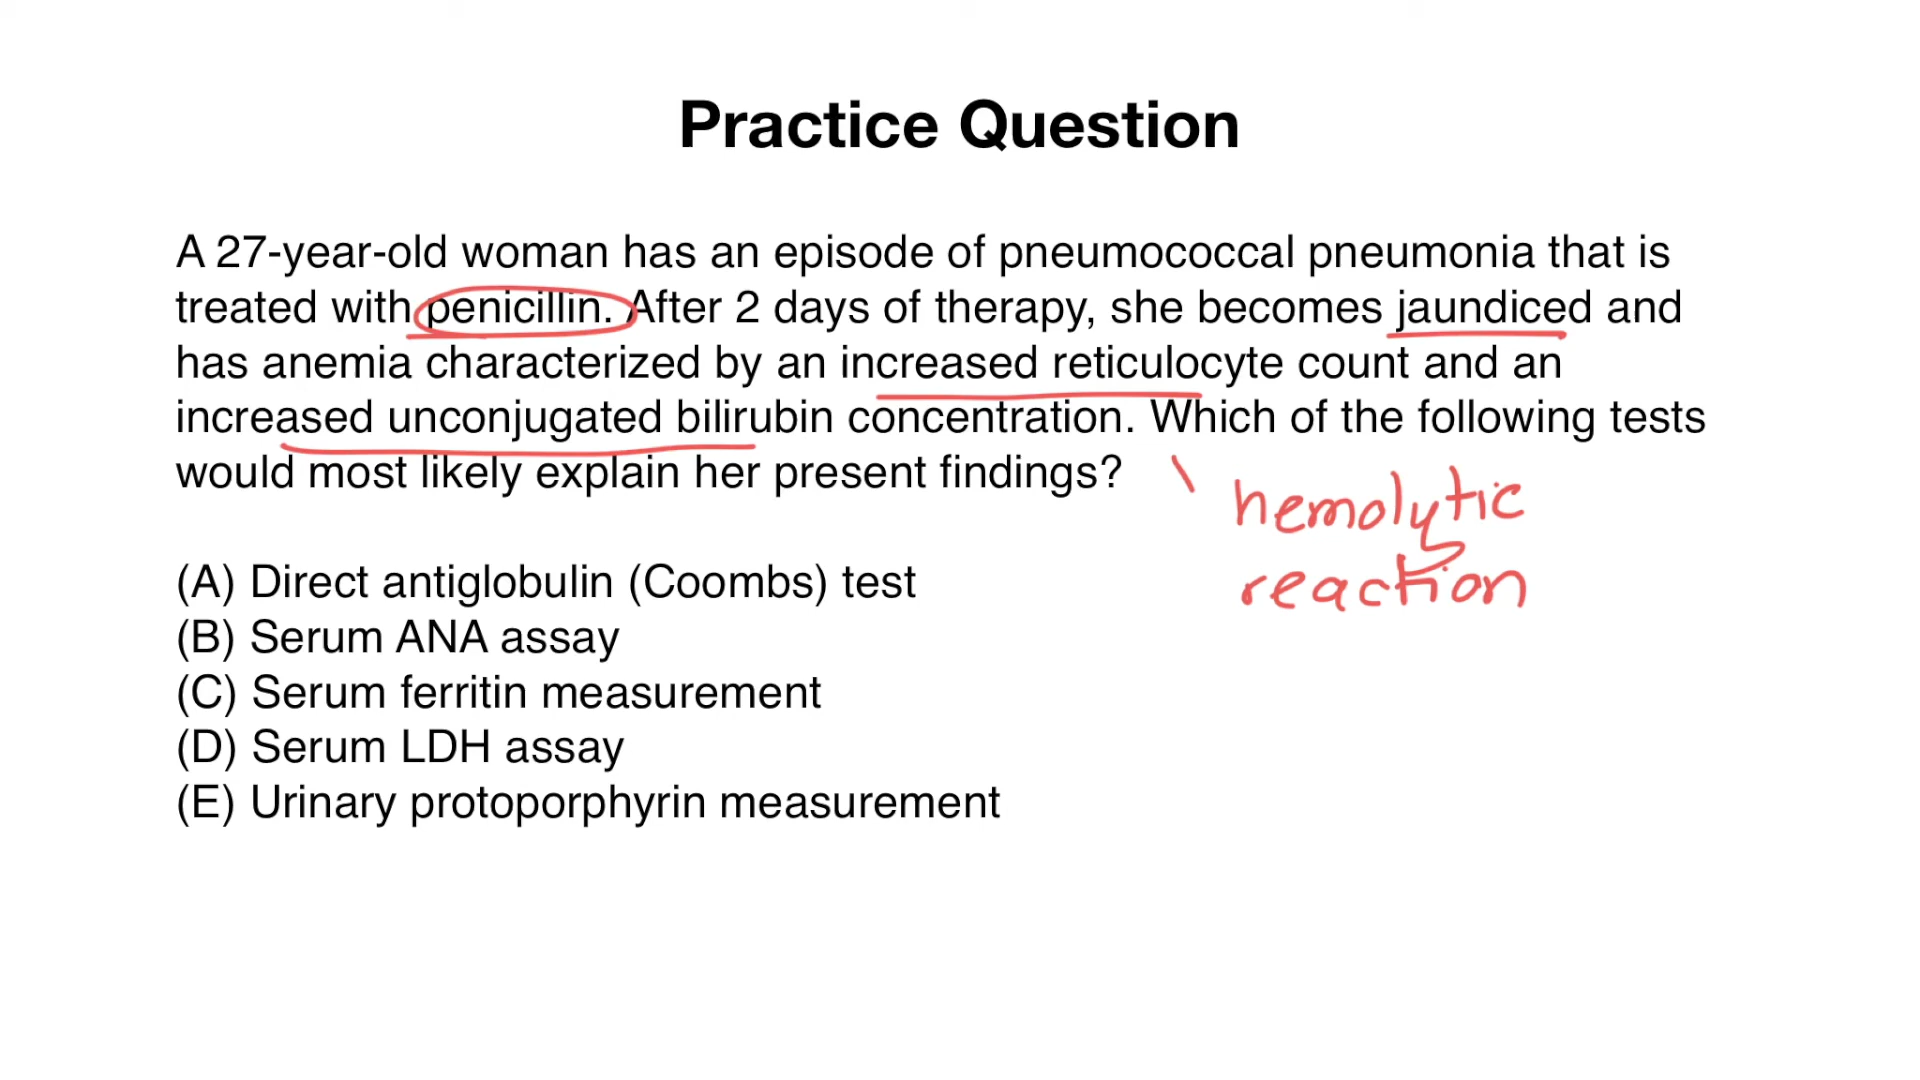 Practice Question
A 27-year-old woman has an episode of pneumococcal pneumonia that is
treated with penicillin. After 2 days of therapy, she becomes jaundiced and
has anemia characterized by an increased reticulocyte count and an
increased unconjugated bilirubin concentration. Which of the following tests
would most likely explain her present findings?
hemolytic
reaction
(A) Direct antiglobulin (Coombs) test
(B) Serum ANA assay
(C) Serum ferritin measurement
(D) Serum LDH assay
(E) Urinary protoporphyrin measurement